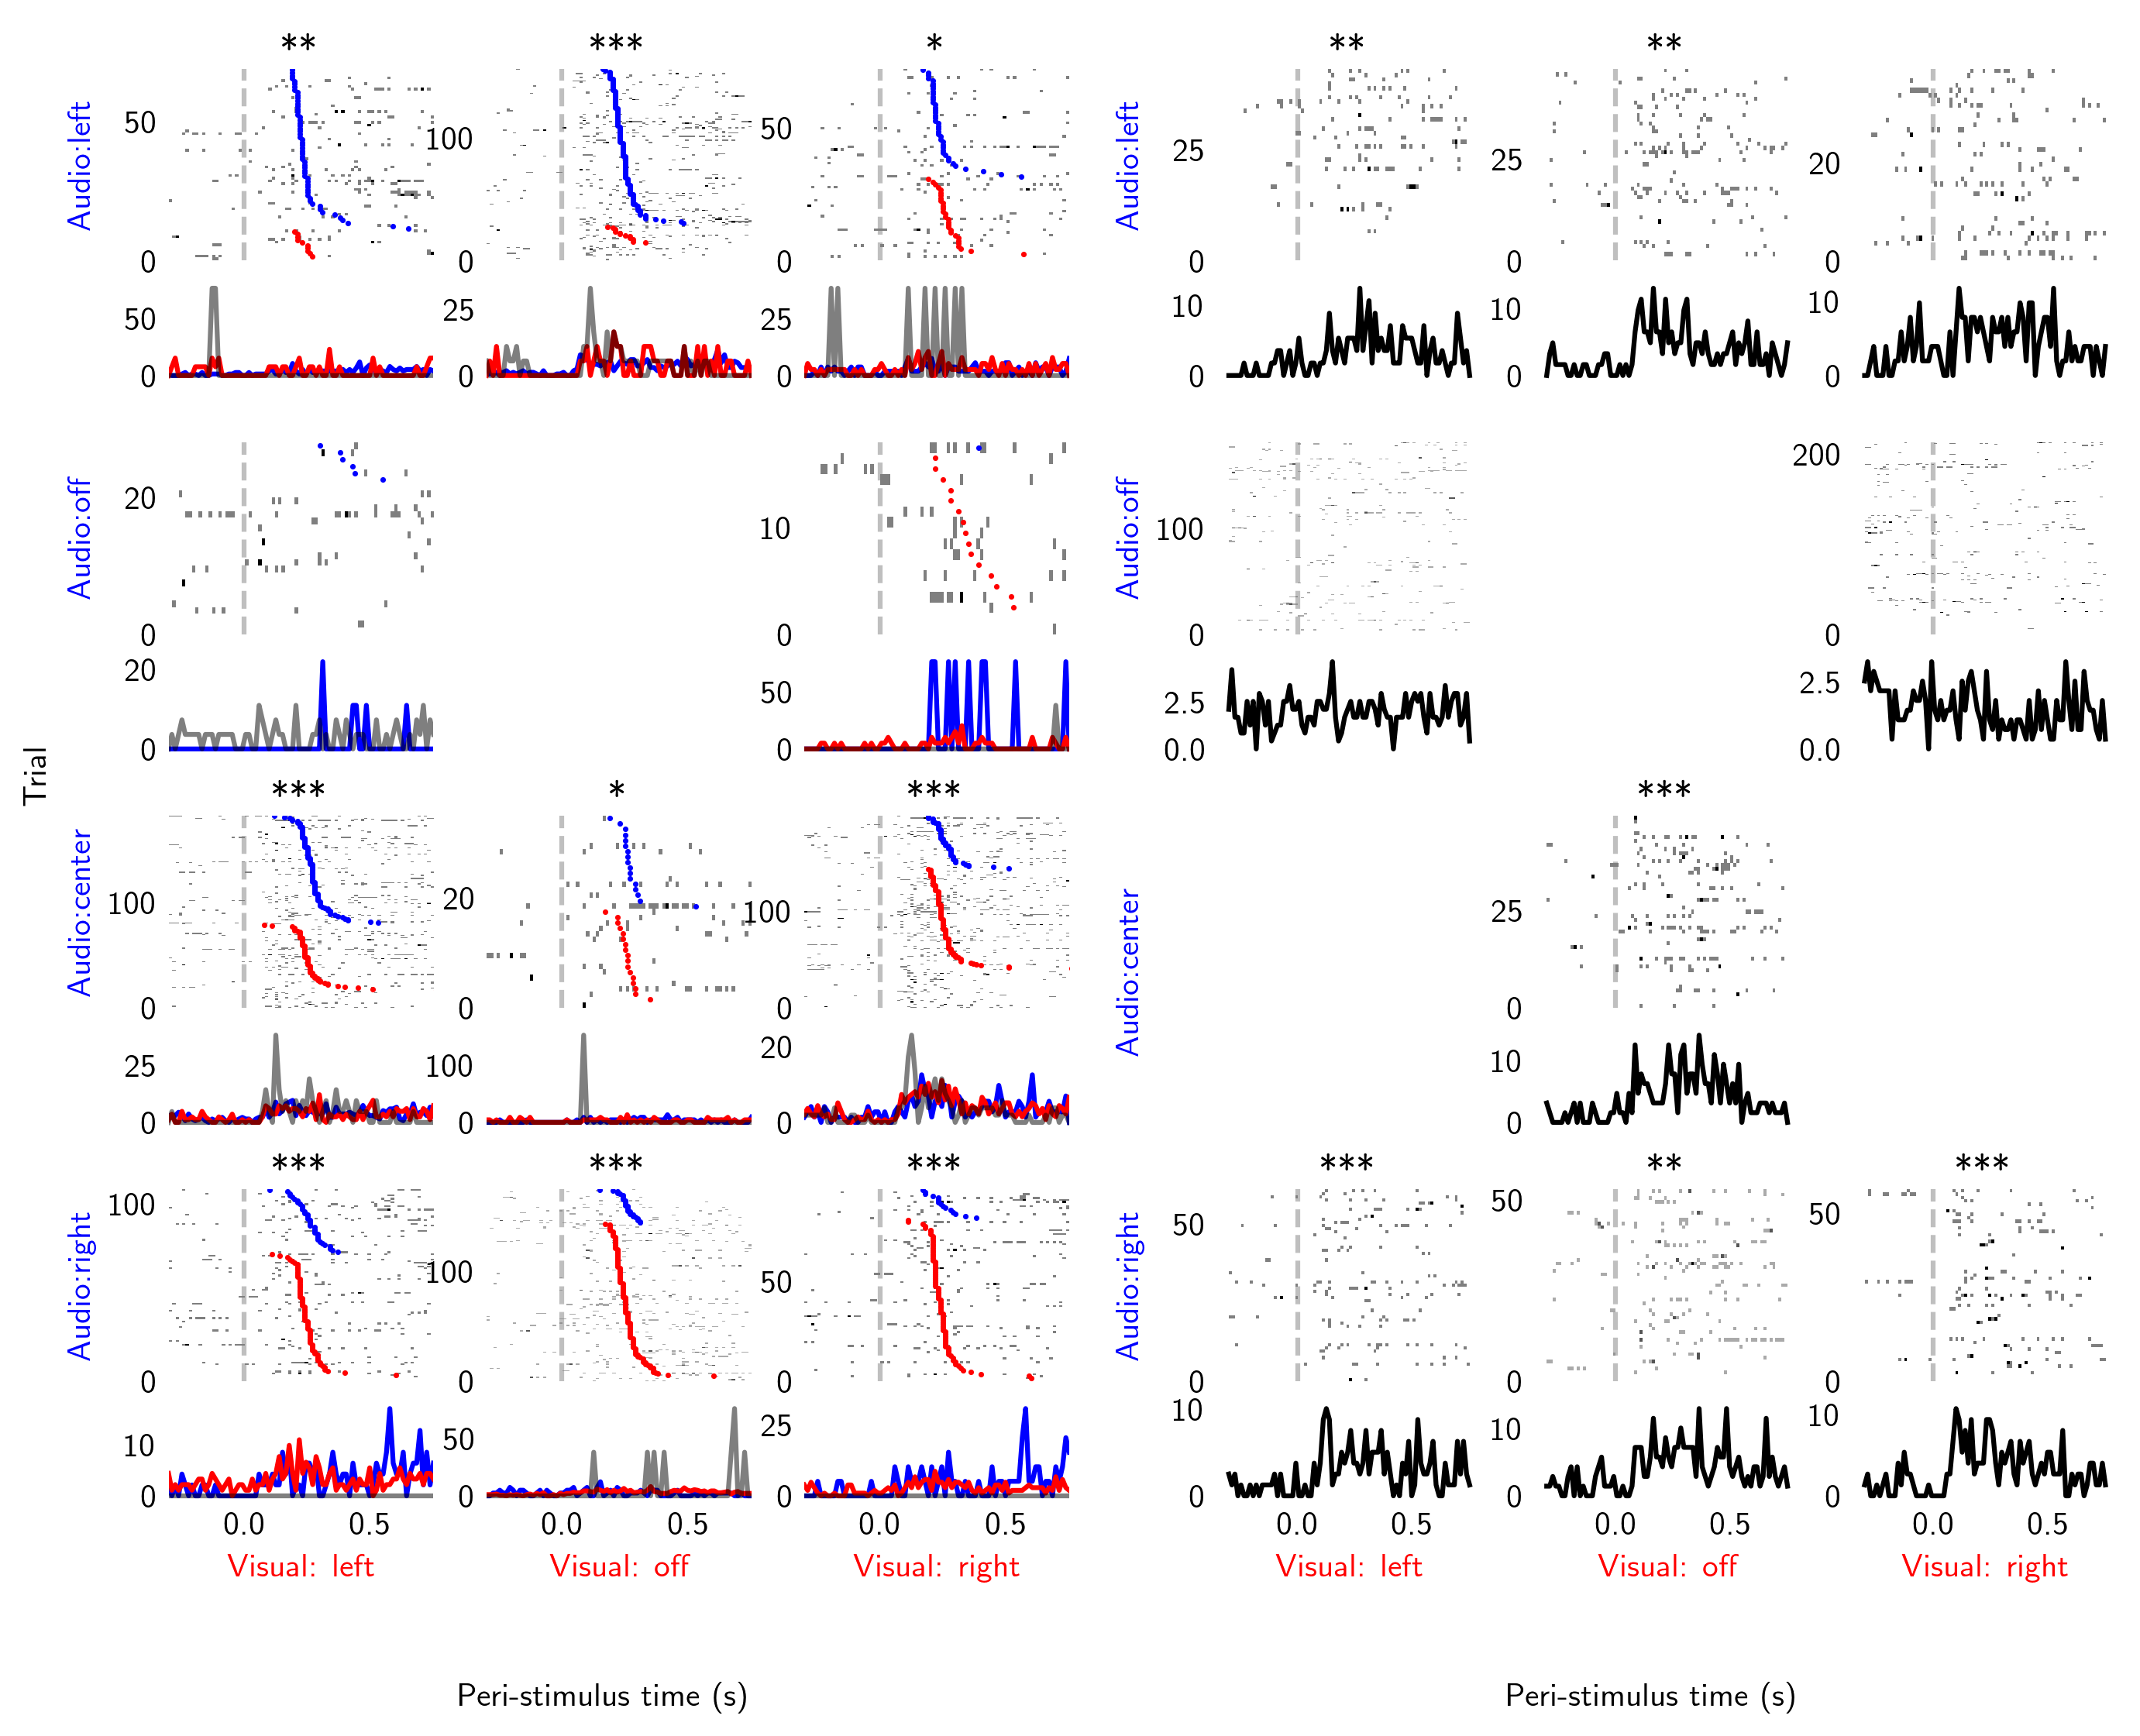 ** *** * ** **
Audio:left 50 0 100 0 50 0 Audio:left 25 0 25 0 20 0
50 0 25 0 25 0 10 0 10 0 10 0
Audio:off 20 0 10 0 Audio:off 100 0 200 0
20 0 50 0 2.5 0.0 2.5 0.0
Trial
*** * *** ***
Audio:center 100 0 20 0 100 0 Audio:center 25 0
25 0 100 0 20 0 10 0
*** *** *** *** ** ***
Audio:right 100 0 100 0 50 0 Audio:right 50 0 50 0 50 0
10 0 50 0 25 0 10 0 10 0 10 0
0.0 0.5 0.0 0.5 0.0 0.5 0.0 0.5 0.0 0.5 0.0 0.5
Visual: left Visual: off Visual: right Visual: left Visual: off Visual: right
Peri-stimulus time (s) Peri-stimulus time (s)